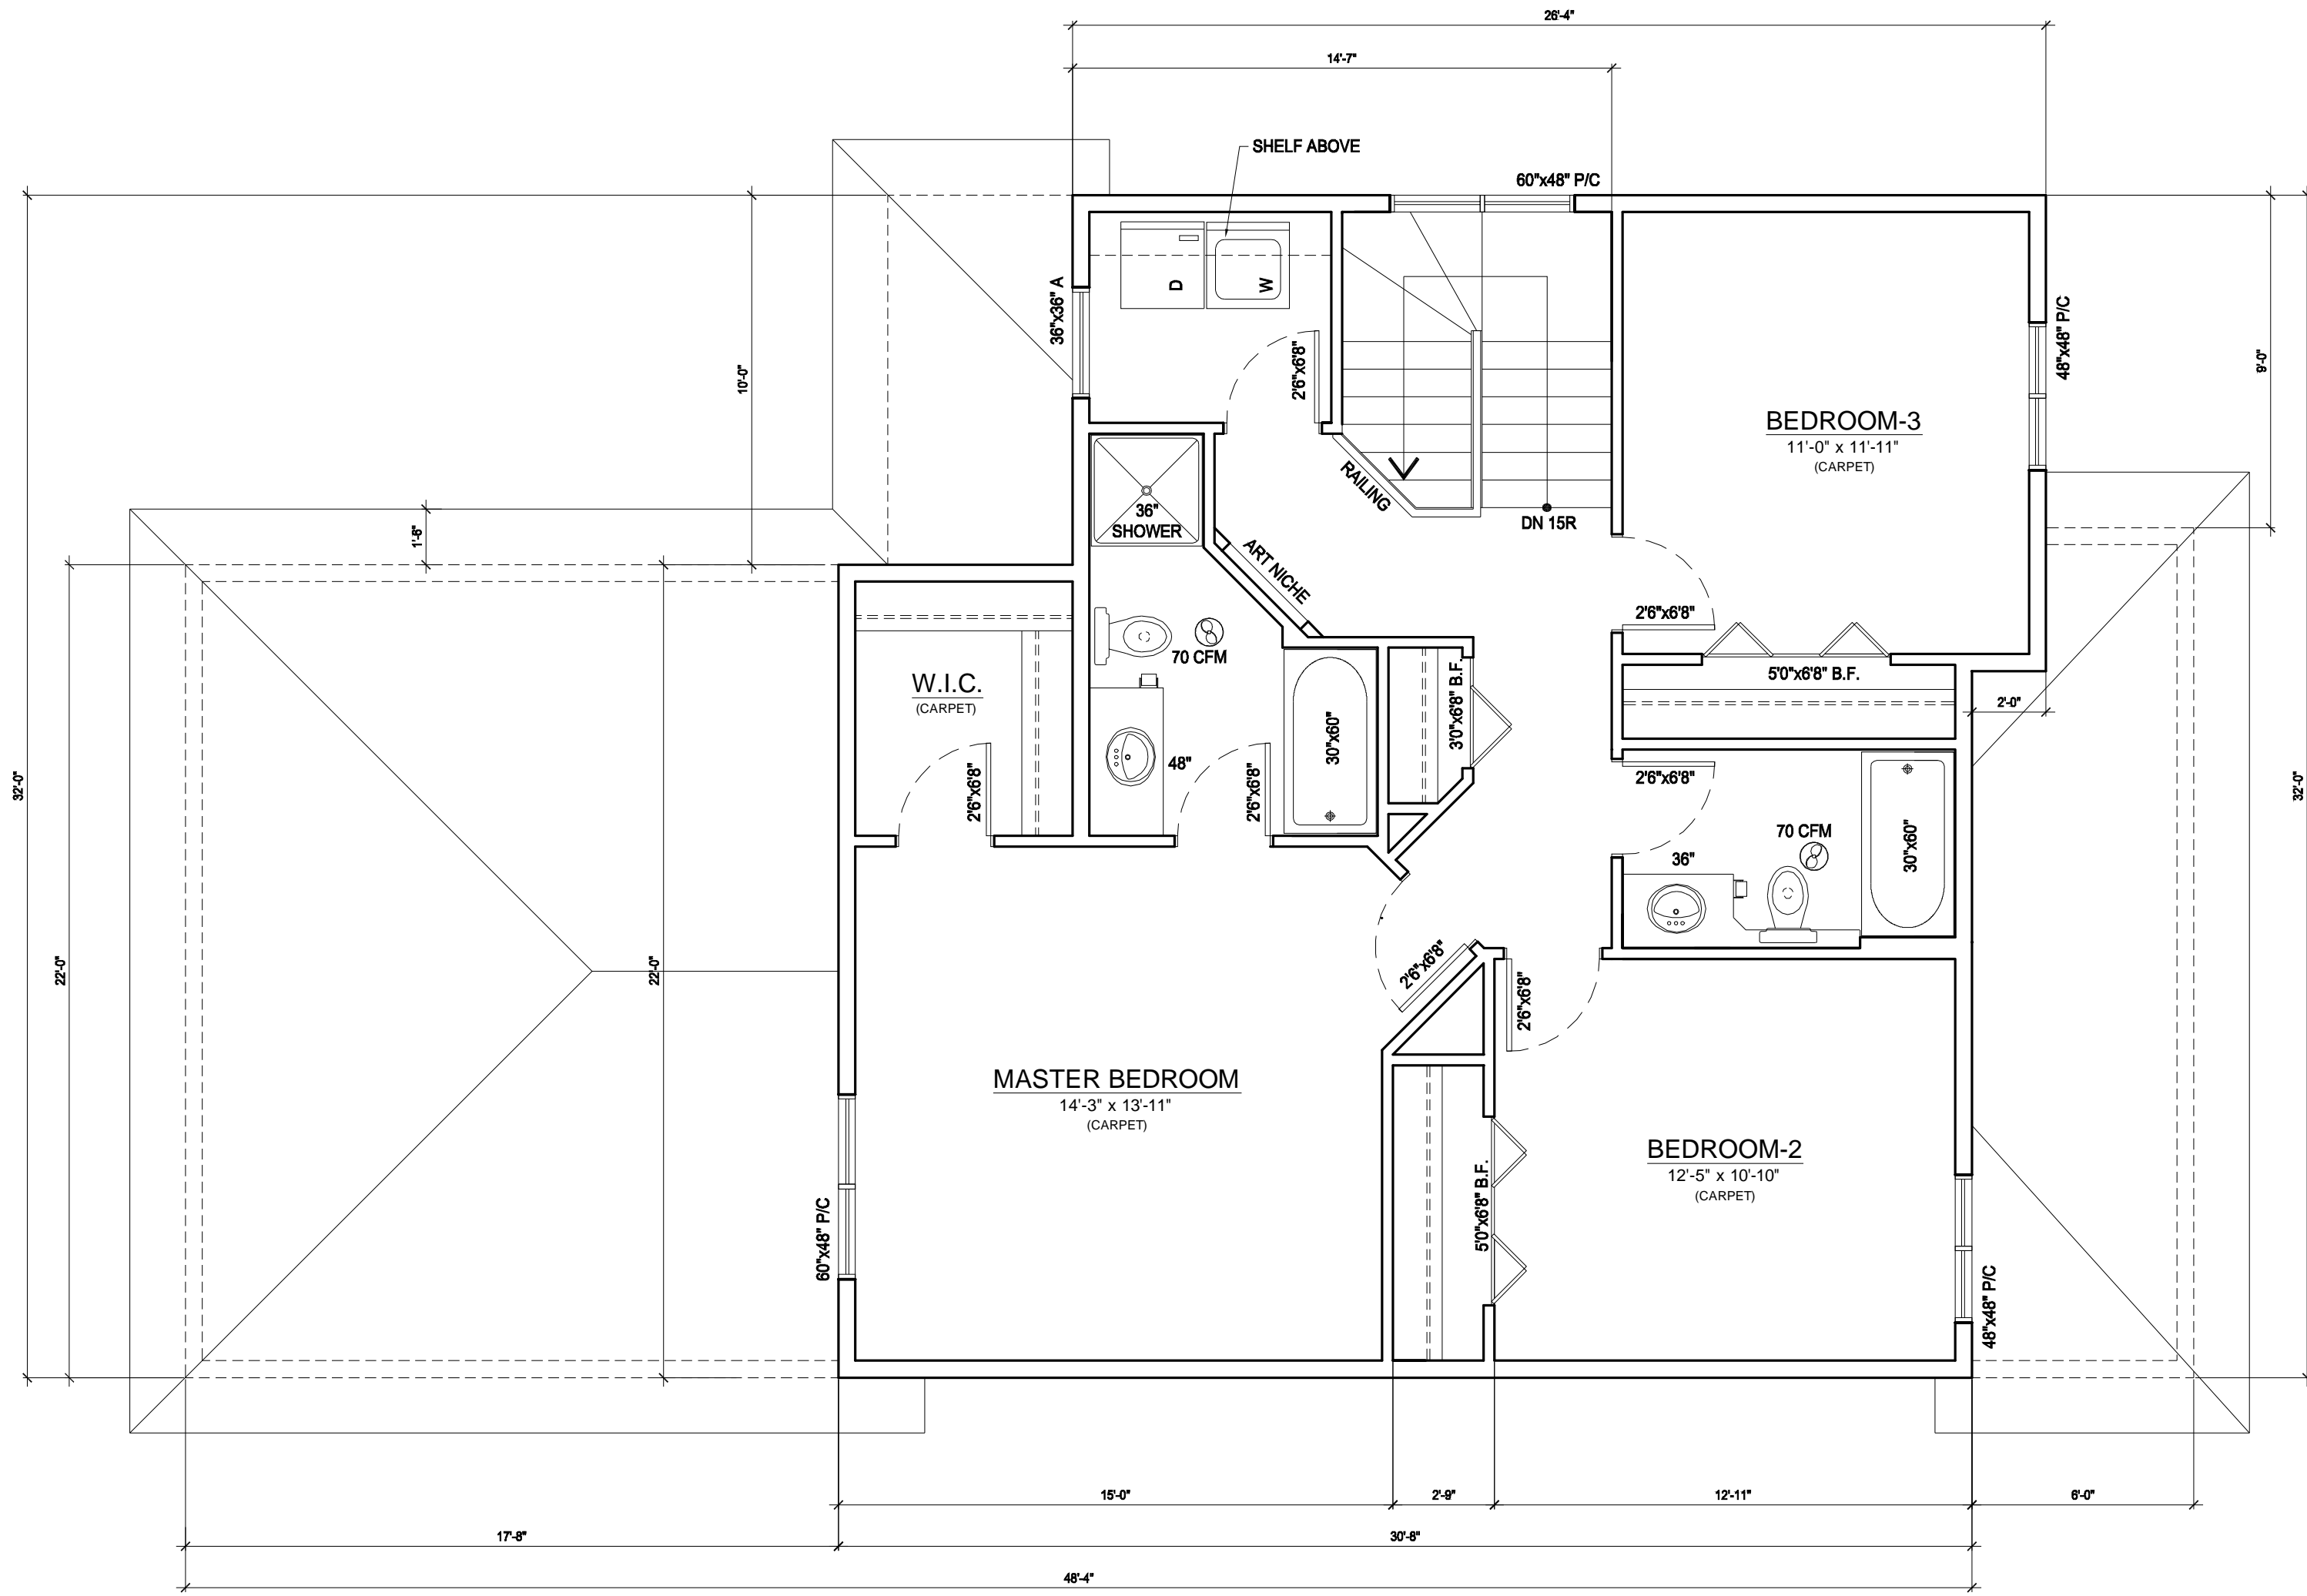 26'-4"
14'-7"
SHELF ABOVE
60"x48" P/C
D
W
36"x36" A
2'6"x6'8"
48"x48" P/C
10'-0"
9'-0"
BEDROOM-3
11'-0" x 11'-11"
(CARPET)
RAILING
36"
SHOWER
DN 15R
1'-6"
ART NICHE
2'6"x6'8"
70 CFM
W.I.C.
(CARPET)
3'0"x6'8" B.F.
5'0"x6'8" B.F.
2'-0"
30"x60"
48"
2'6"x6'8"
2'6"x6'8"
2'6"x6'8"
32'-0"
32'-0"
70 CFM
36"
30"x60"
22'-0"
22'-0"
2'6"x6'8"
2'6"x6'8"
MASTER BEDROOM
14'-3" x 13'-11"
(CARPET)
BEDROOM-2
12'-5" x 10'-10"
(CARPET)
5'0"x6'8" B.F.
60"x48" P/C
48"x48" P/C
15'-0"
2'-9"
12'-11"
6'-0"
17'-8"
30'-8"
48'-4"